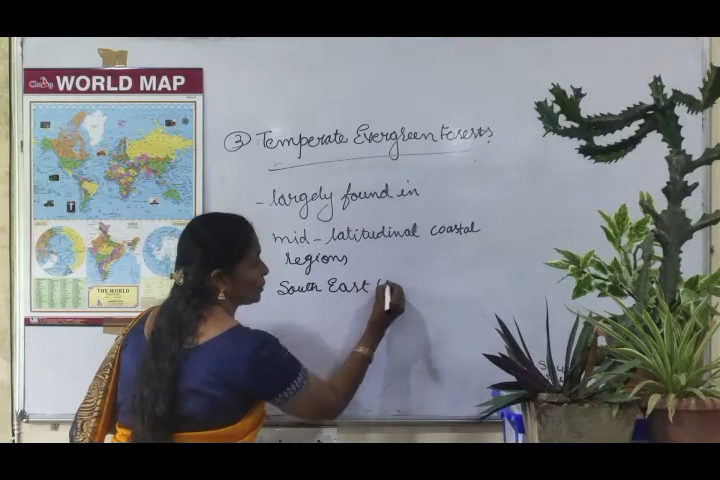 WORLD MAP
③ Temperate Evergreen Forests.
- largely found in
mid-latitudinal coastal
regions
South East
THE WORLD